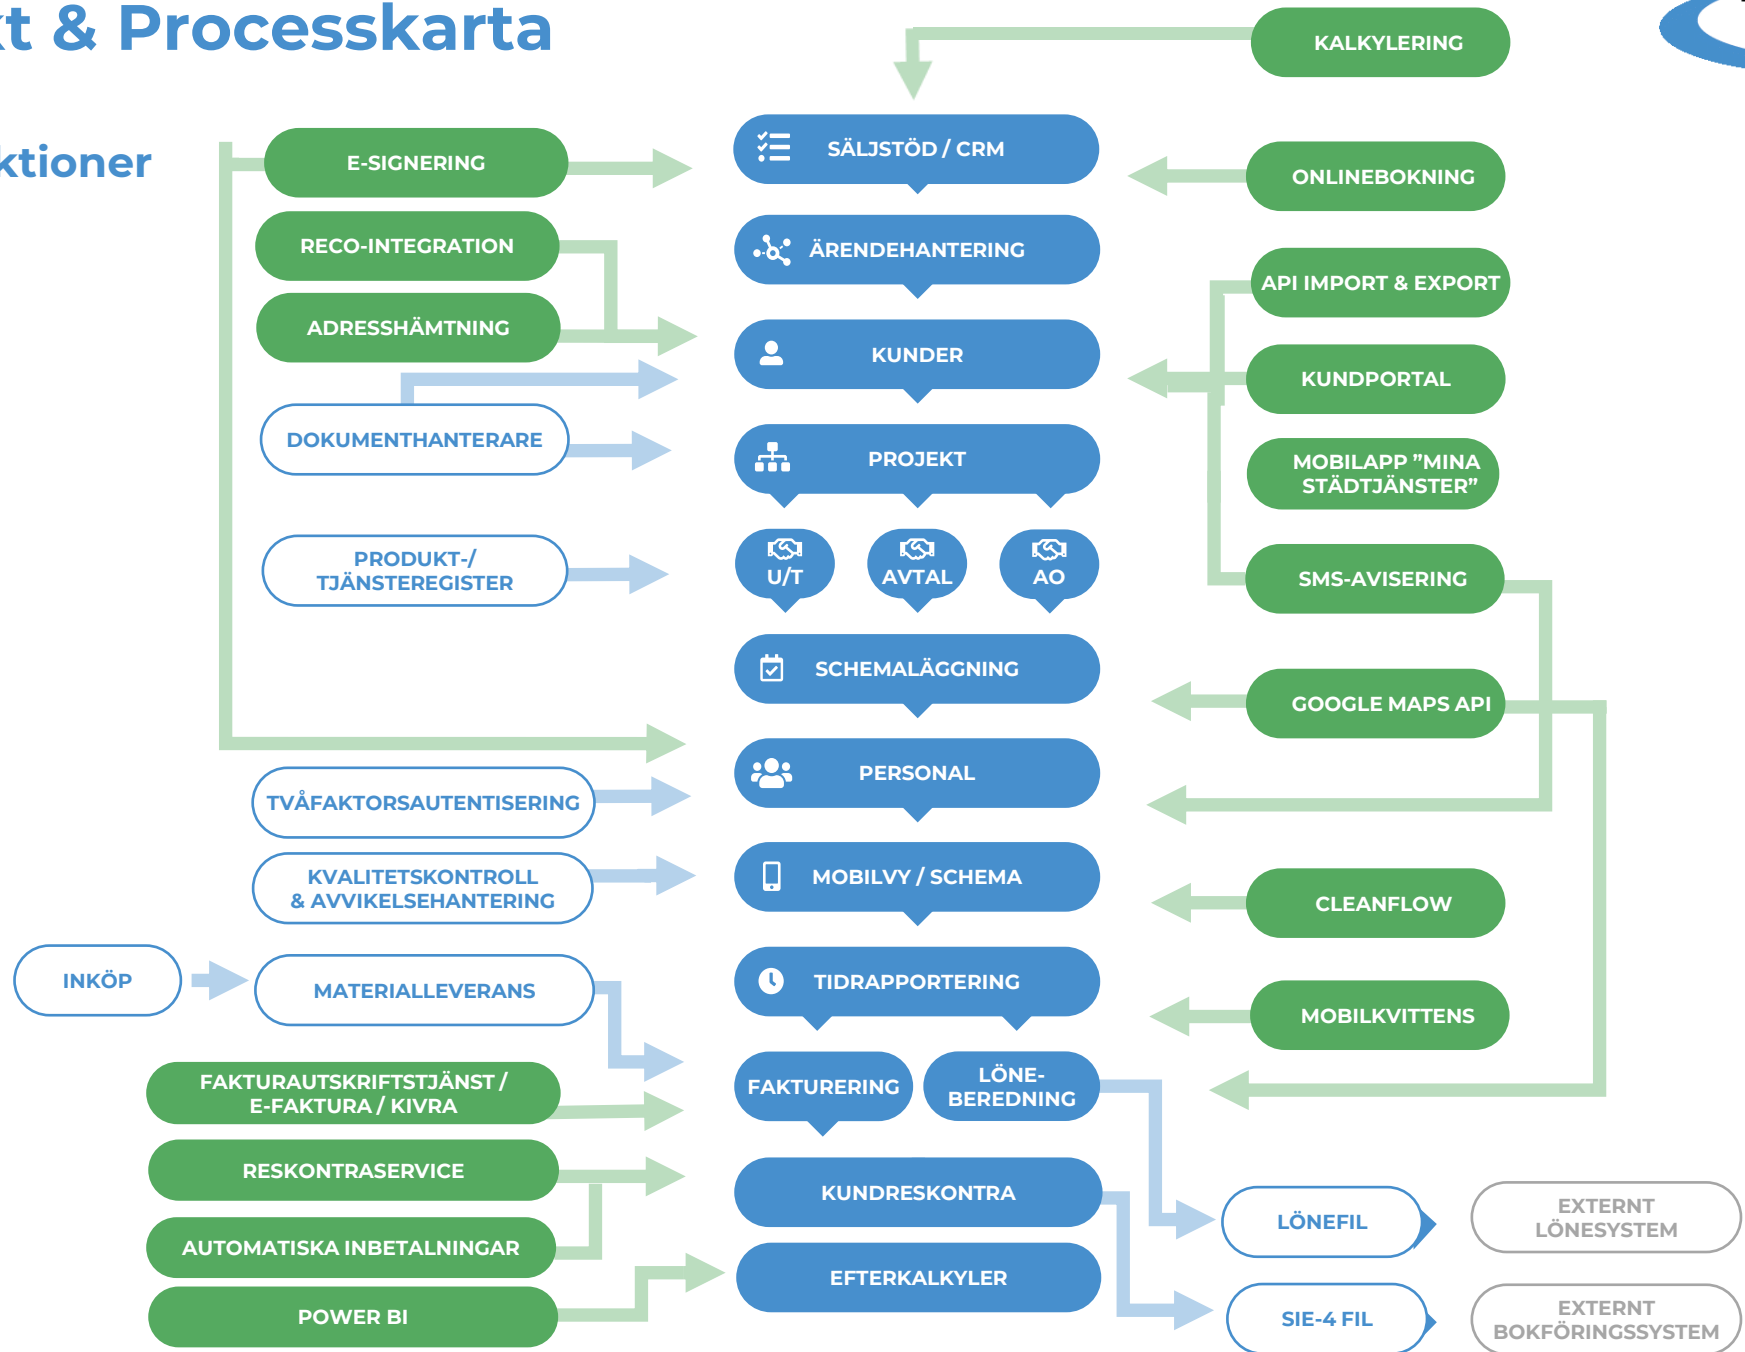 t & Processkarta
ktioner
KALKYLERING
E-SIGNERING
SÄLJSTÖD / CRM
ONLINEBOKNING
RECO-INTEGRATION
ÄRENDEHANTERING
API IMPORT & EXPORT
ADRESSHÄMTNING
KUNDER
KUNDPORTAL
DOKUMENTHANTERARE
PROJEKT
MOBILAPP ”MINA
STÄDTJÄNSTER”
PRODUKT-/
TJÄNSTEREGISTER
U/T
AVTAL
AO
SMS-AVISERING
SCHEMALÄGGNING
GOOGLE MAPS API
PERSONAL
TVÅFAKTORSAUTENTISERING
KVALITETSKONTROLL
& AVVIKELSEHANTERING
MOBILVY / SCHEMA
CLEANFLOW
INKÖP
MATERIALLEVERANS
TIDRAPPORTERING
MOBILKVITTENS
FAKTURAUTSKRIFTSTJÄNST /
E-FAKTURA / KIVRA
FAKTURERING
LÖNE-
BEREDNING
RESKONTRASERVICE
KUNDRESKONTRA
LÖNEFIL
EXTERNT
LÖNESYSTEM
AUTOMATISKA INBETALNINGAR
EFTERKALKYLER
POWER BI
SIE-4 FIL
EXTERNT
BOKFÖRINGSSYSTEM